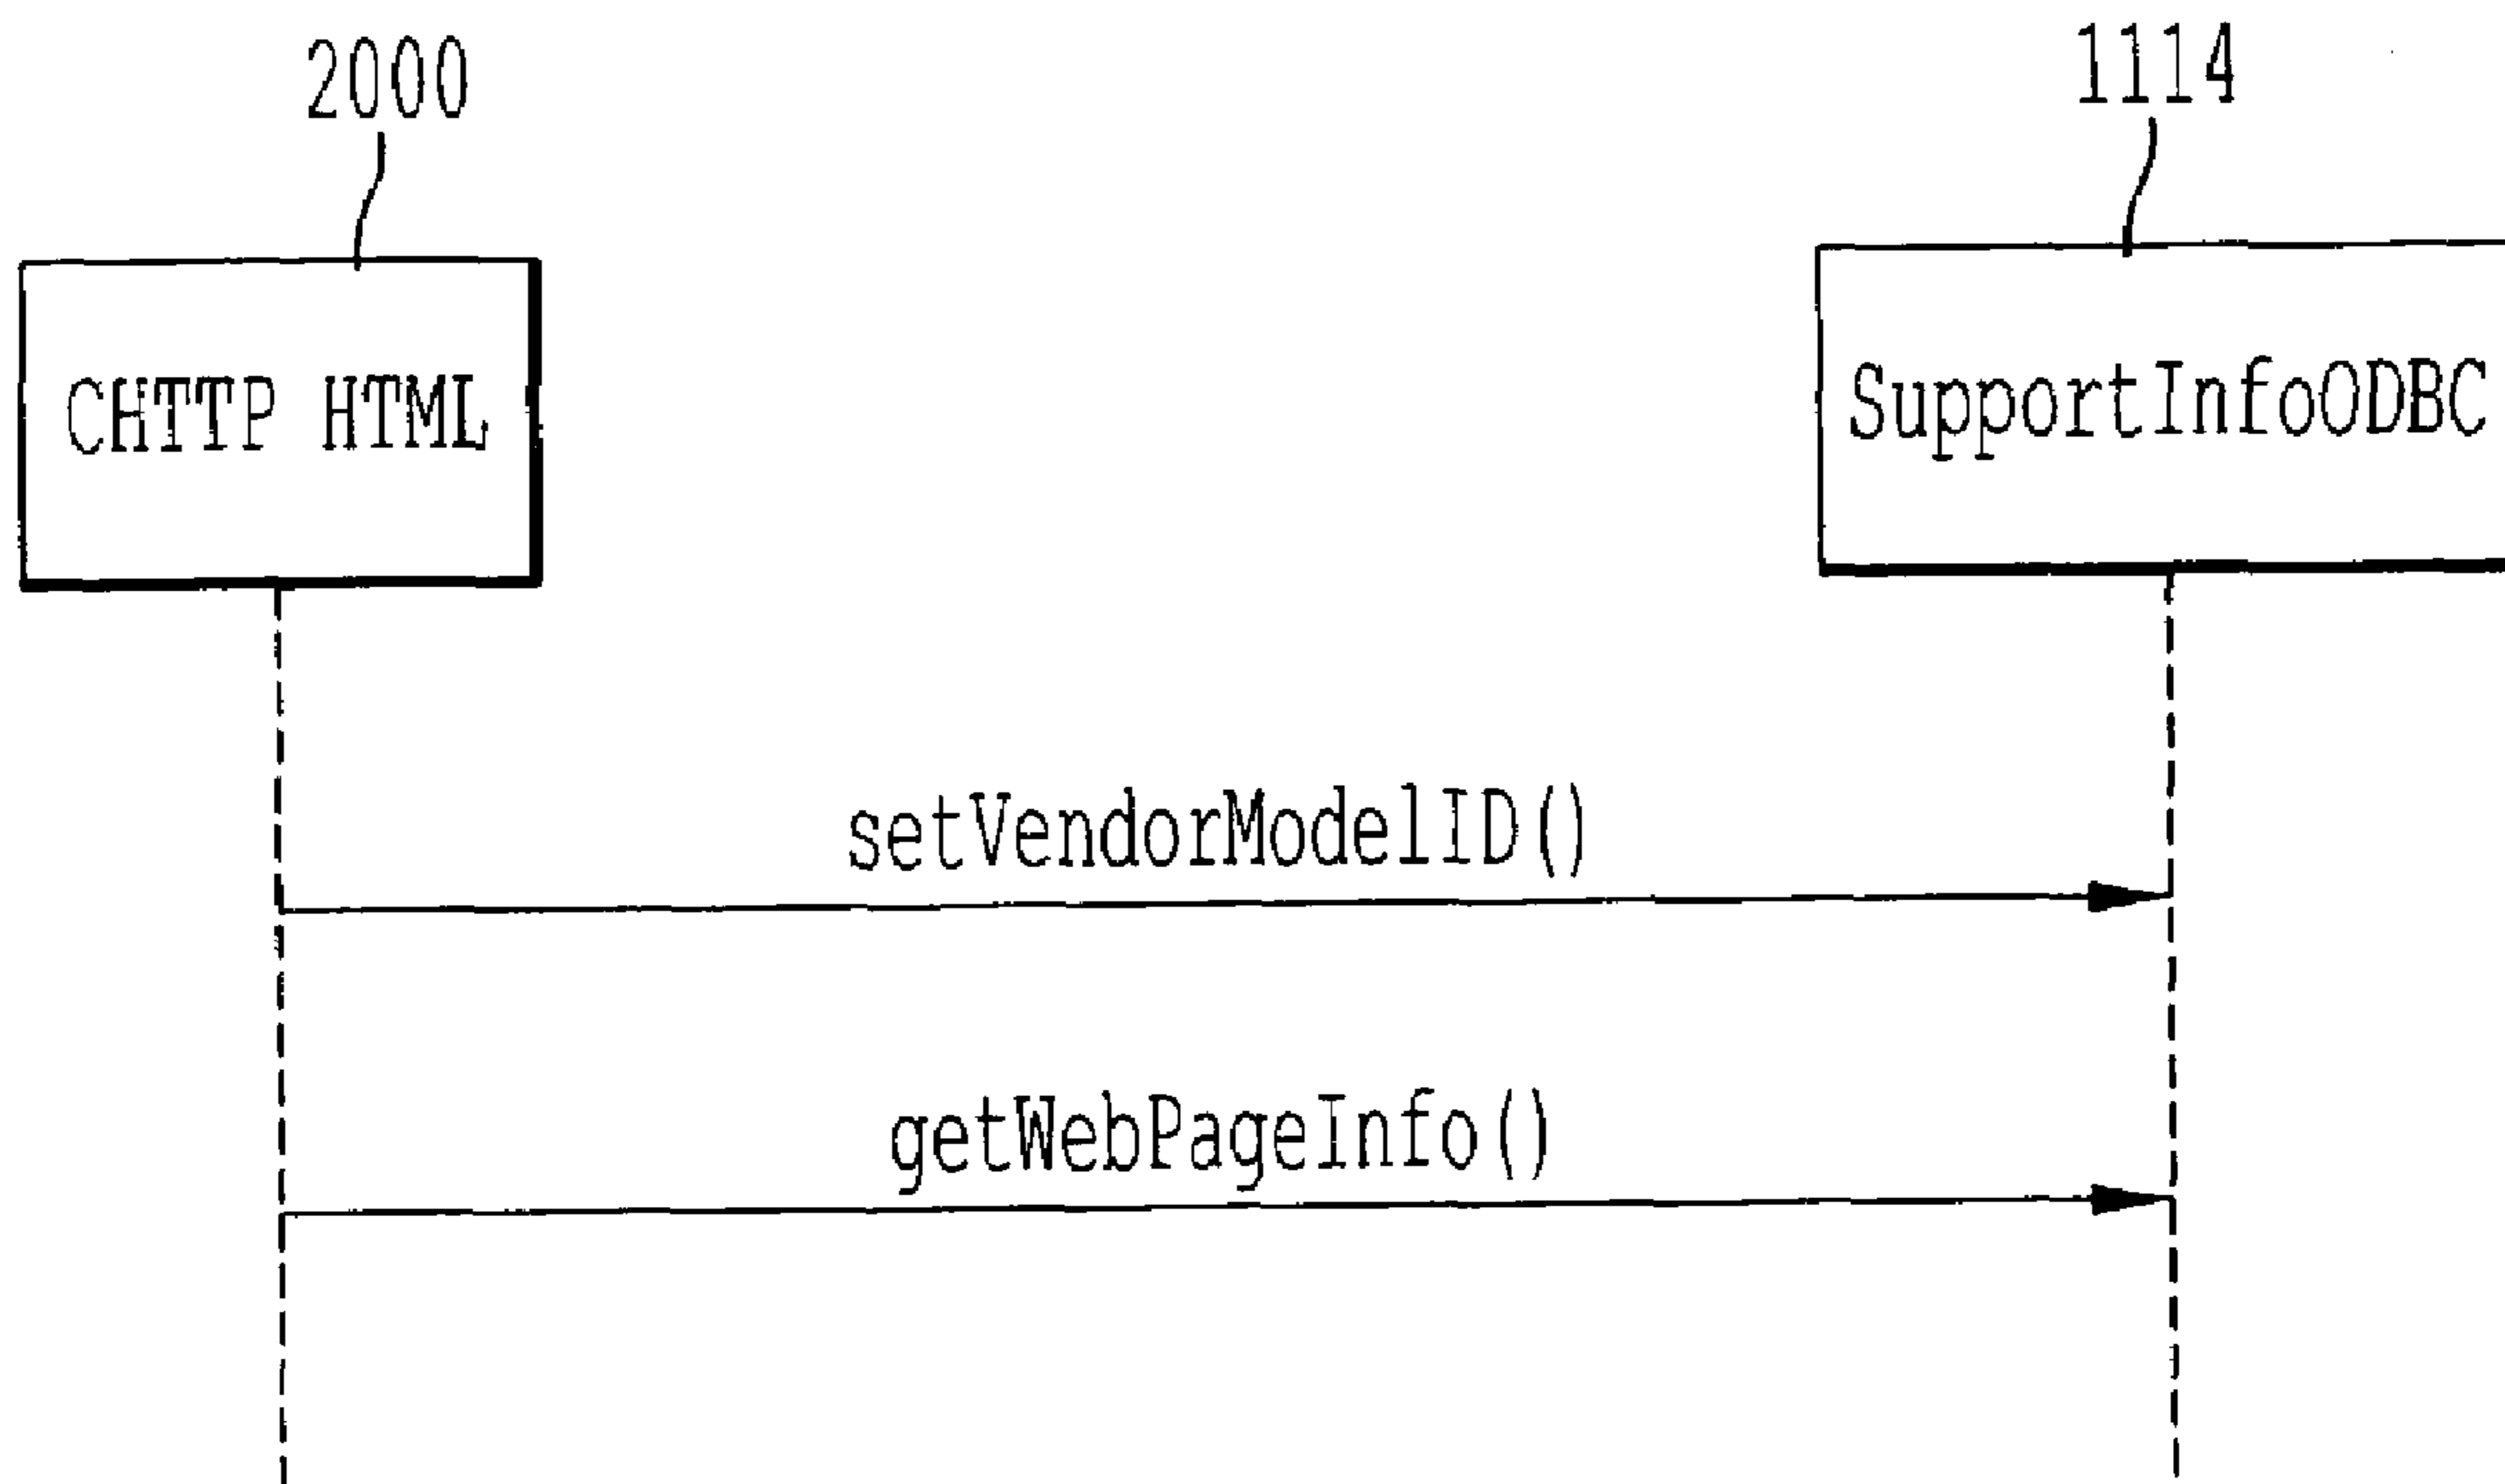 2000
1114
CHTTP HTML
SupportInfoODBC
setVendorModelID()
getWebPageInfo()